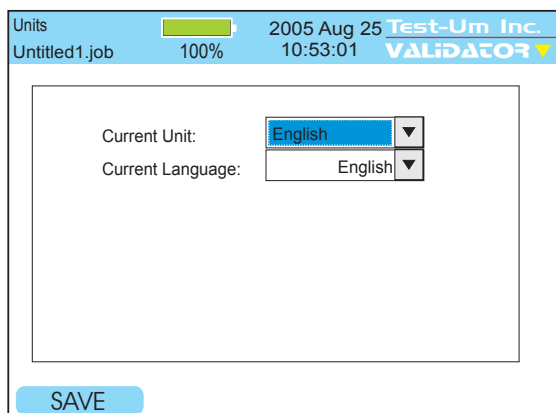 Units 2005 Aug 25 Test-Um Inc.
Untitled1.job 100% 10:53:01 VALiDATOR
Current Unit: English
Current Language: English
SAVE